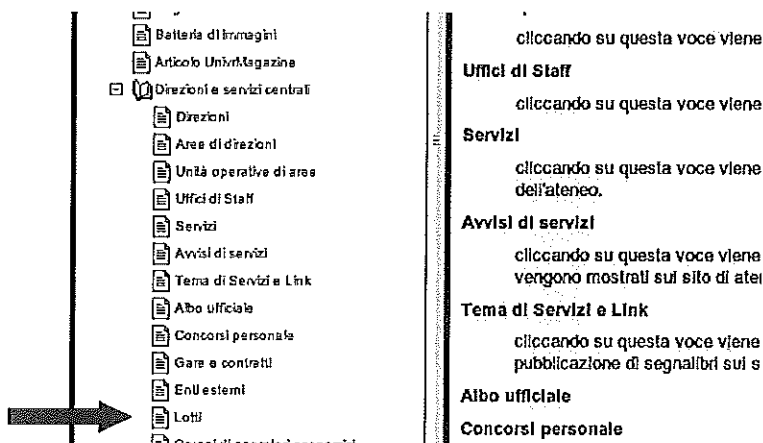 Batteria di immagini
Articolo UnivrMagazine
Direzioni e servizi centrali
Direzioni
Aree di direzioni
Unità operative di aree
Uffici di Staff
Servizi
Avvisi di servizi
Tema di Servizi e Link
Albo ufficiale
Concorsi personale
Gare e contratti
Enti esterni
Lotti
cliccando su questa voce viene
Uffici di Staff
cliccando su questa voce viene
Servizi
cliccando su questa voce viene
dell'ateneo.
Avvisi di servizi
cliccando su questa voce viene
vengono mostrati sul sito di ate
Tema di Servizi e Link
cliccando su questa voce viene
pubblicazione di segnalibri sul s
Albo ufficiale
Concorsi personale